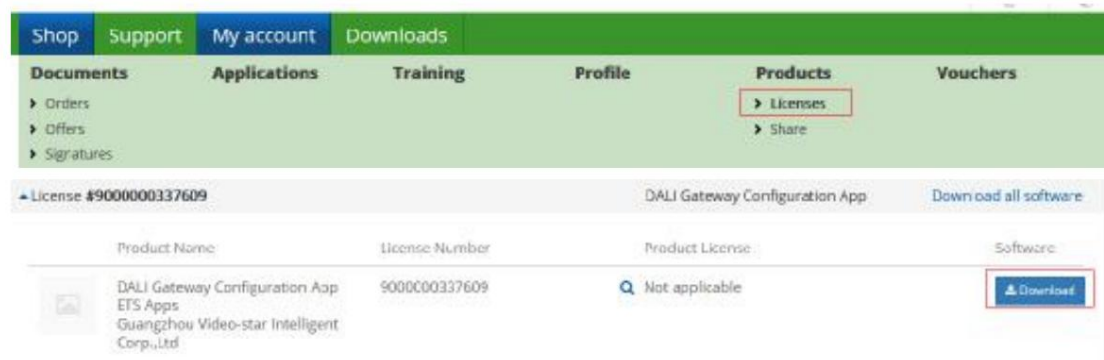 Shop Support My account Downloads
Documents Applications Training Profile Products Vouchers
Orders Licenses
Offers Share
Signatures
License #9000000337609 DALI Gateway Configuration App Download all software
Product Name License Number Product License Software
DALI Gateway Configuration App 9000000337609 Not applicable Download
ETS Apps
Guangzhou Video-star Intelligent
Corp.,Ltd